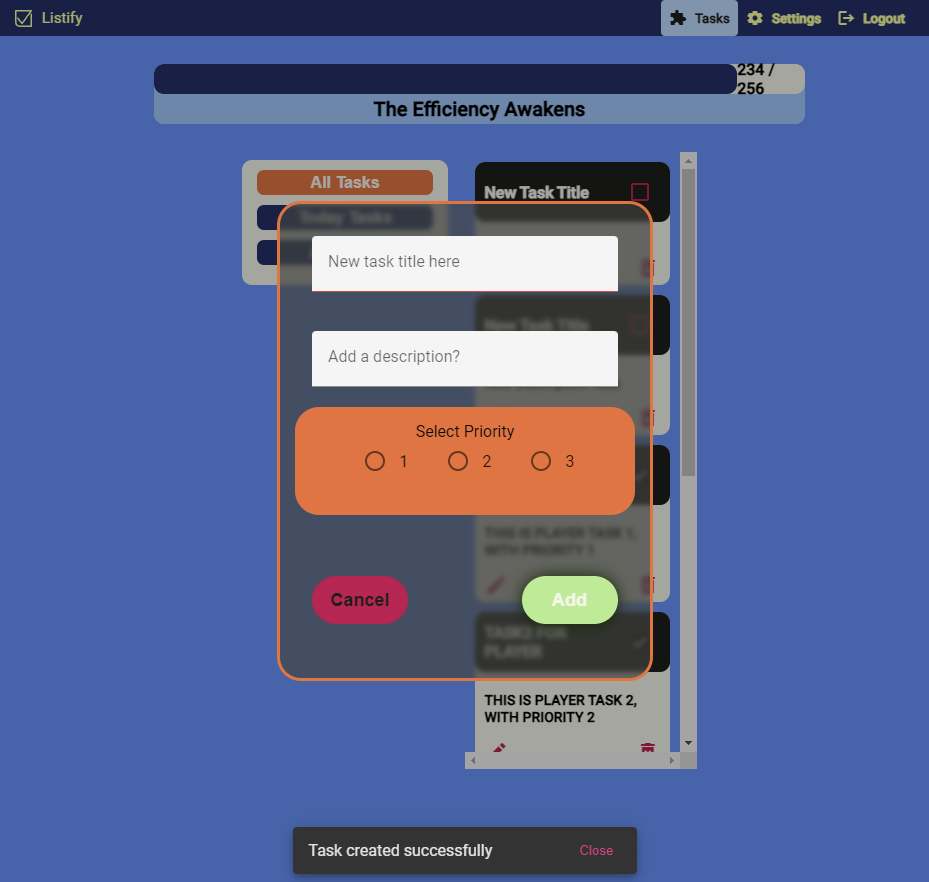 Listify
Tasks
Settings
Logout
234 /
256
The Efficiency Awakens
All Tasks
Today Tasks
New Task Title
New task title here
New Task Title
Add a description?
Select Priority
1
2
3
THIS IS PLAYER TASK 1,
WITH PRIORITY 1
Cancel
Add
TASK2 FOR
PLAYER
THIS IS PLAYER TASK 2,
WITH PRIORITY 2
Task created successfully
Close